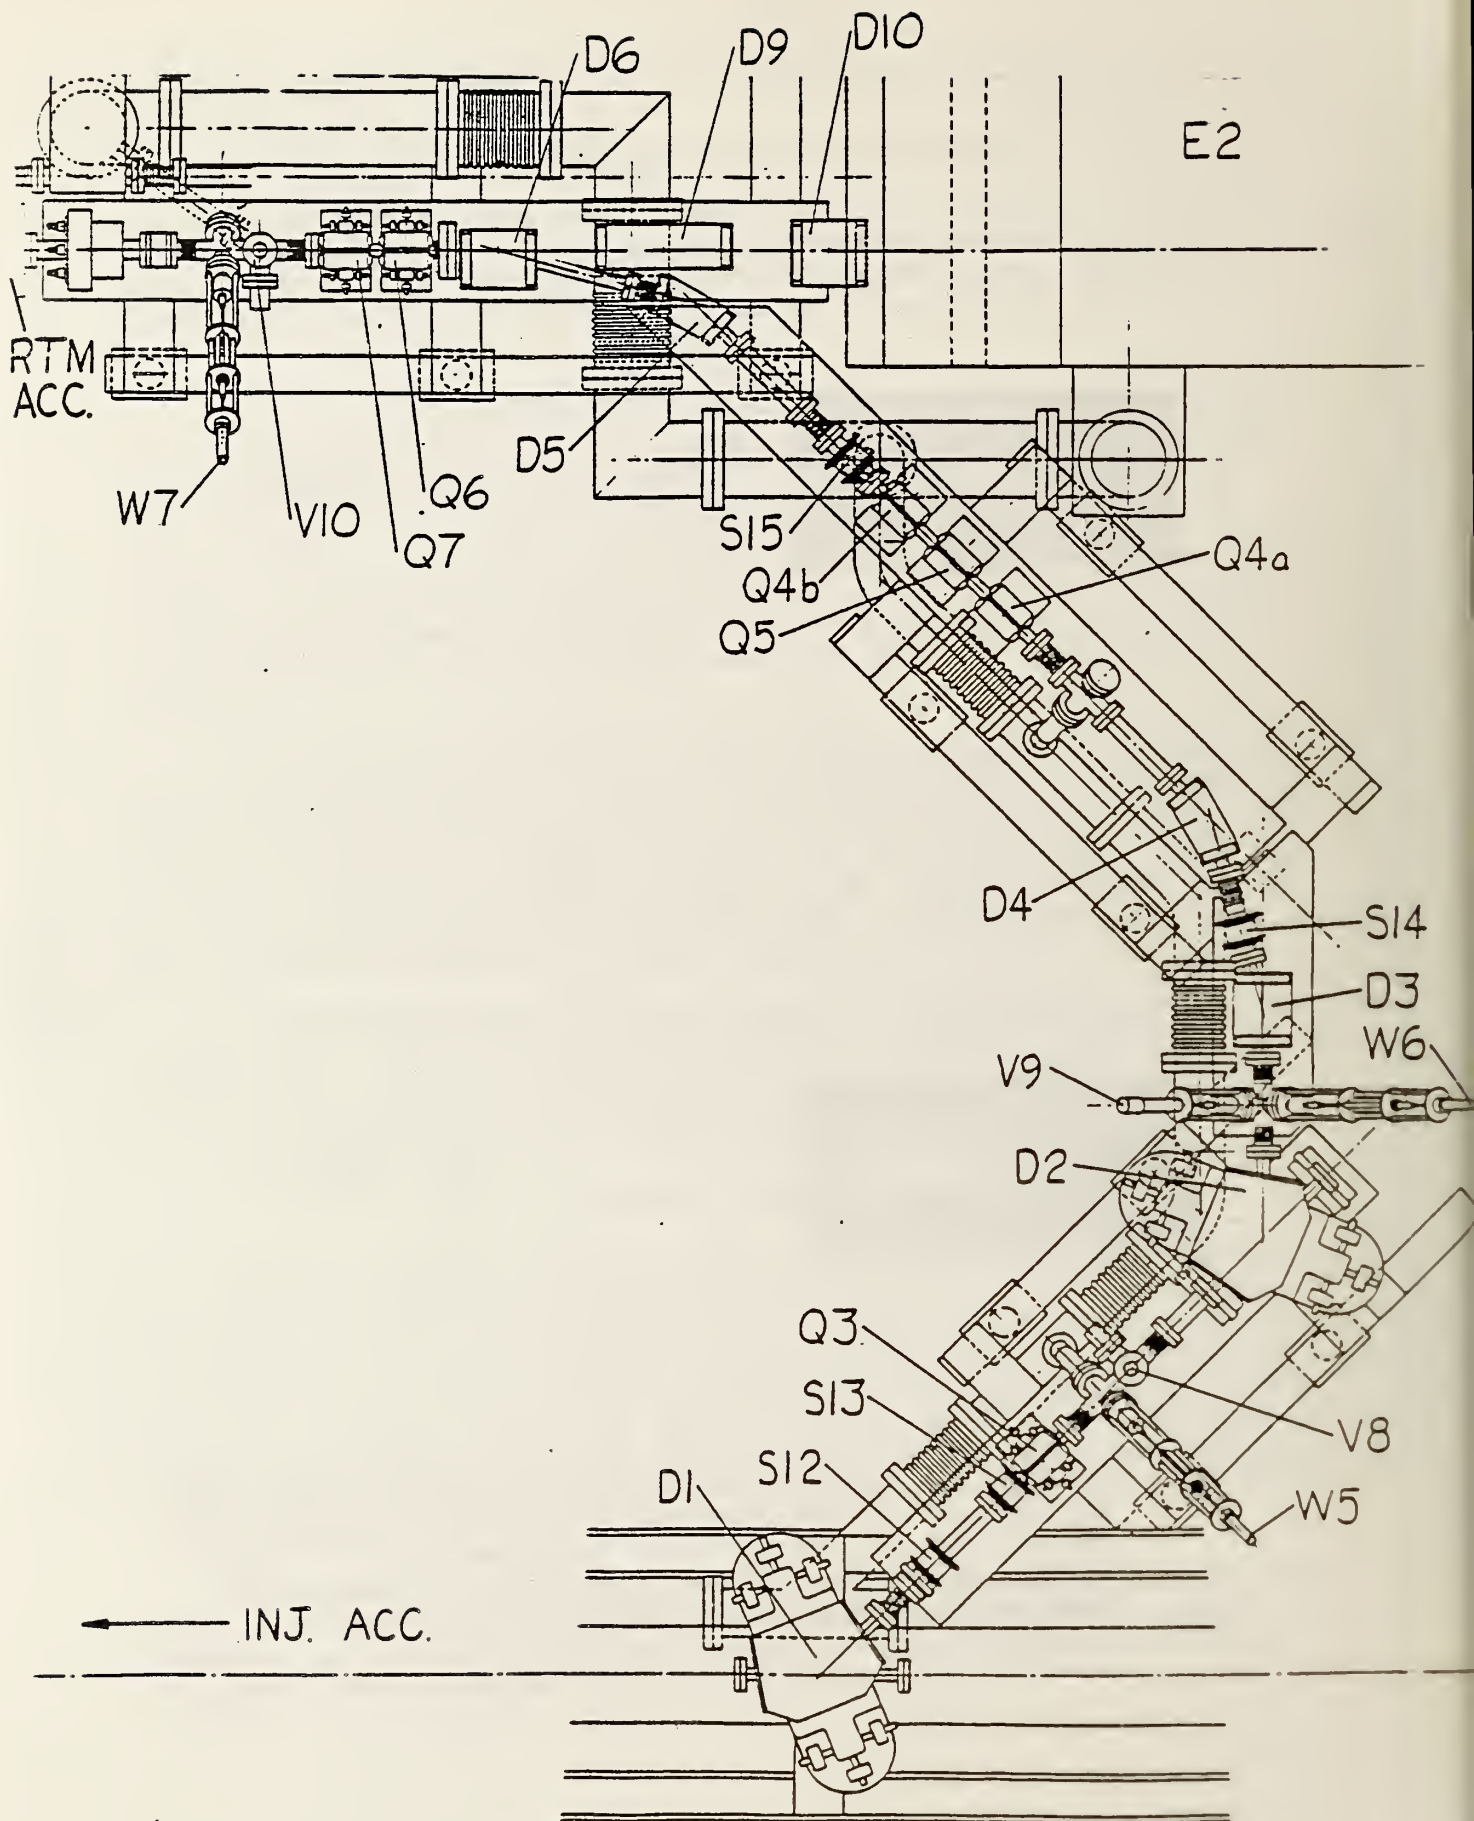 D10
D6
D9
E2
RTM
ACC.
D5
W7
V10
Q6
Q7
S15
Q4b
Q5
Q4a
D4
S14
D3
W6
V9
D2
Q3
S13
S12
D1
V8
W5
INJ. ACC.